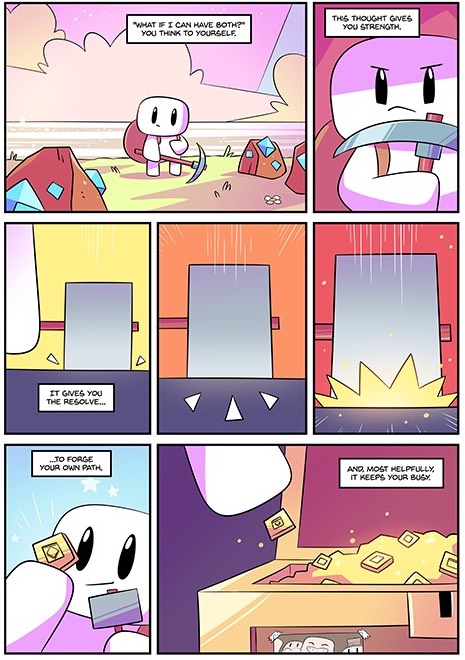 "WHAT IF I CAN HAVE BOTH?"
YOU THINK TO YOURSELF.
THIS THOUGHT GIVES
YOU STRENGTH.
IT GIVES YOU
THE RESOLVE...
...TO FORGE
YOUR OWN PATH.
AND, MOST HELPFULLY,
IT KEEPS YOUR BUSY.